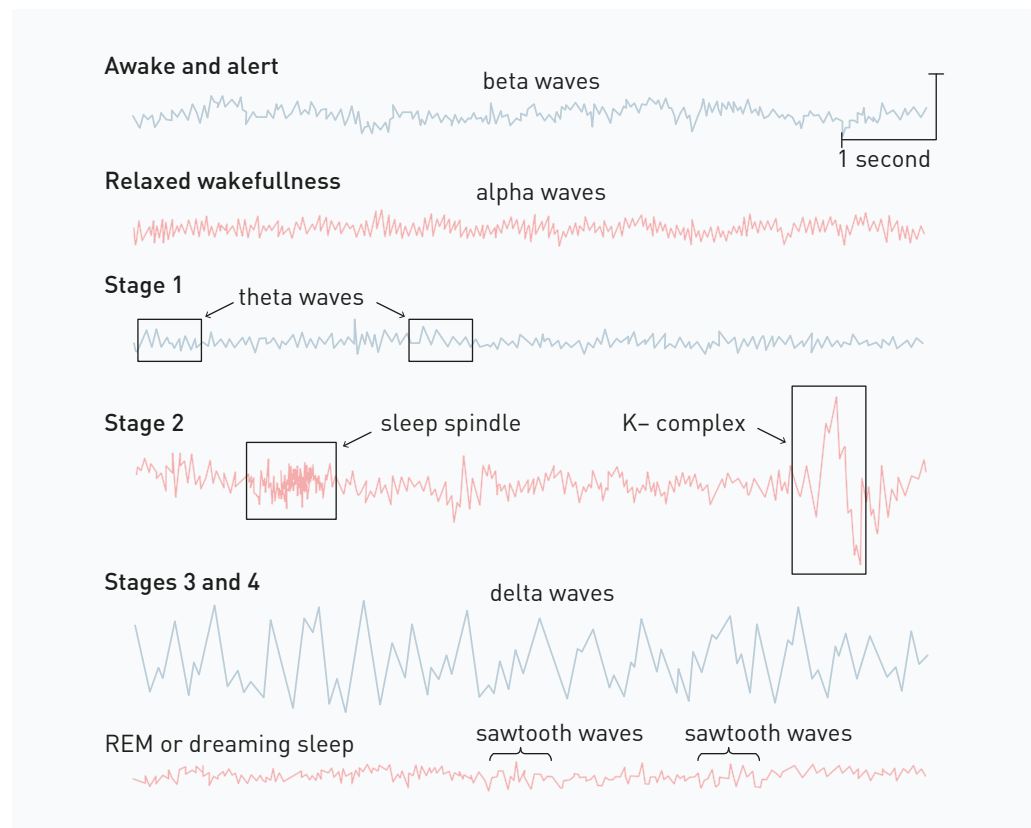 Awake and alert
beta waves
1 second
Relaxed wakefullness
alpha waves
Stage 1
theta waves
Stage 2
sleep spindle
K– complex
Stages 3 and 4
delta waves
REM or dreaming sleep
sawtooth waves
sawtooth waves